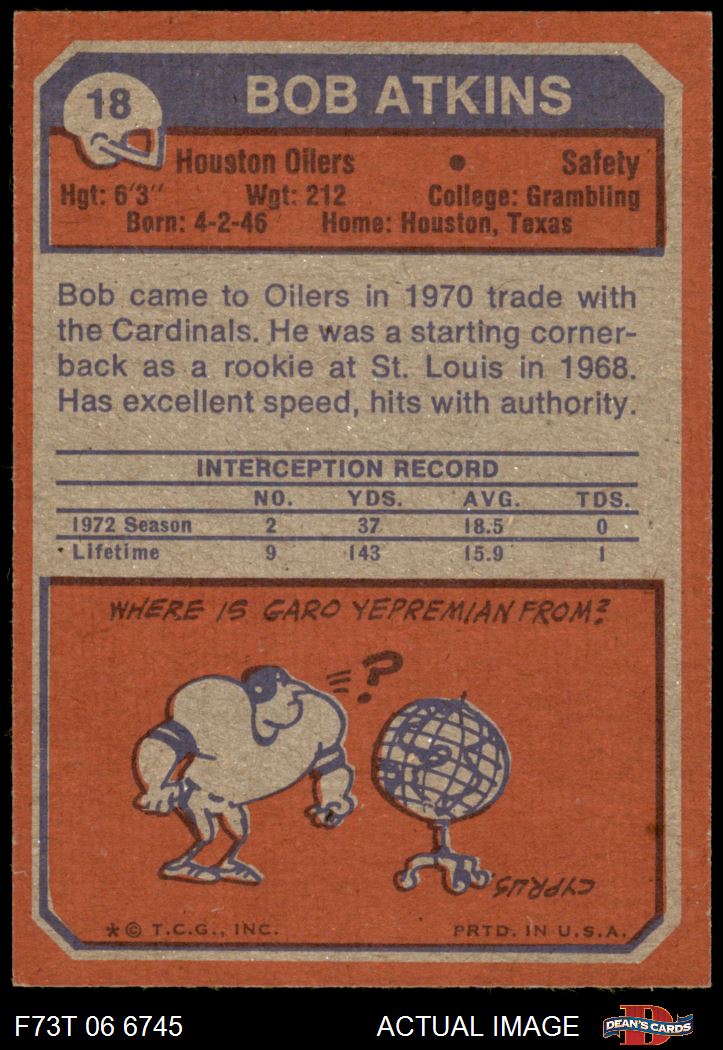 18
BOB ATKINS
Houston Oilers • Safety
Hgt: 6'3" Wgt: 212 College: Grambling
Born: 4-2-46 Home: Houston, Texas
Bob came to Oilers in 1970 trade with
the Cardinals. He was a starting corner-
back as a rookie at St. Louis in 1968.
Has excellent speed, hits with authority.
INTERCEPTION RECORD
NO. YDS. AVG. TDS.
1972 Season 2 37 18.5 0
Lifetime 9 143 15.9 1
WHERE IS GARO YEPREMIAN FROM?
?
CYPRUS
* © T.C.G., INC. PRTD. IN U.S.A.
F73T 06 6745 ACTUAL IMAGE D DEAN'S CARDS